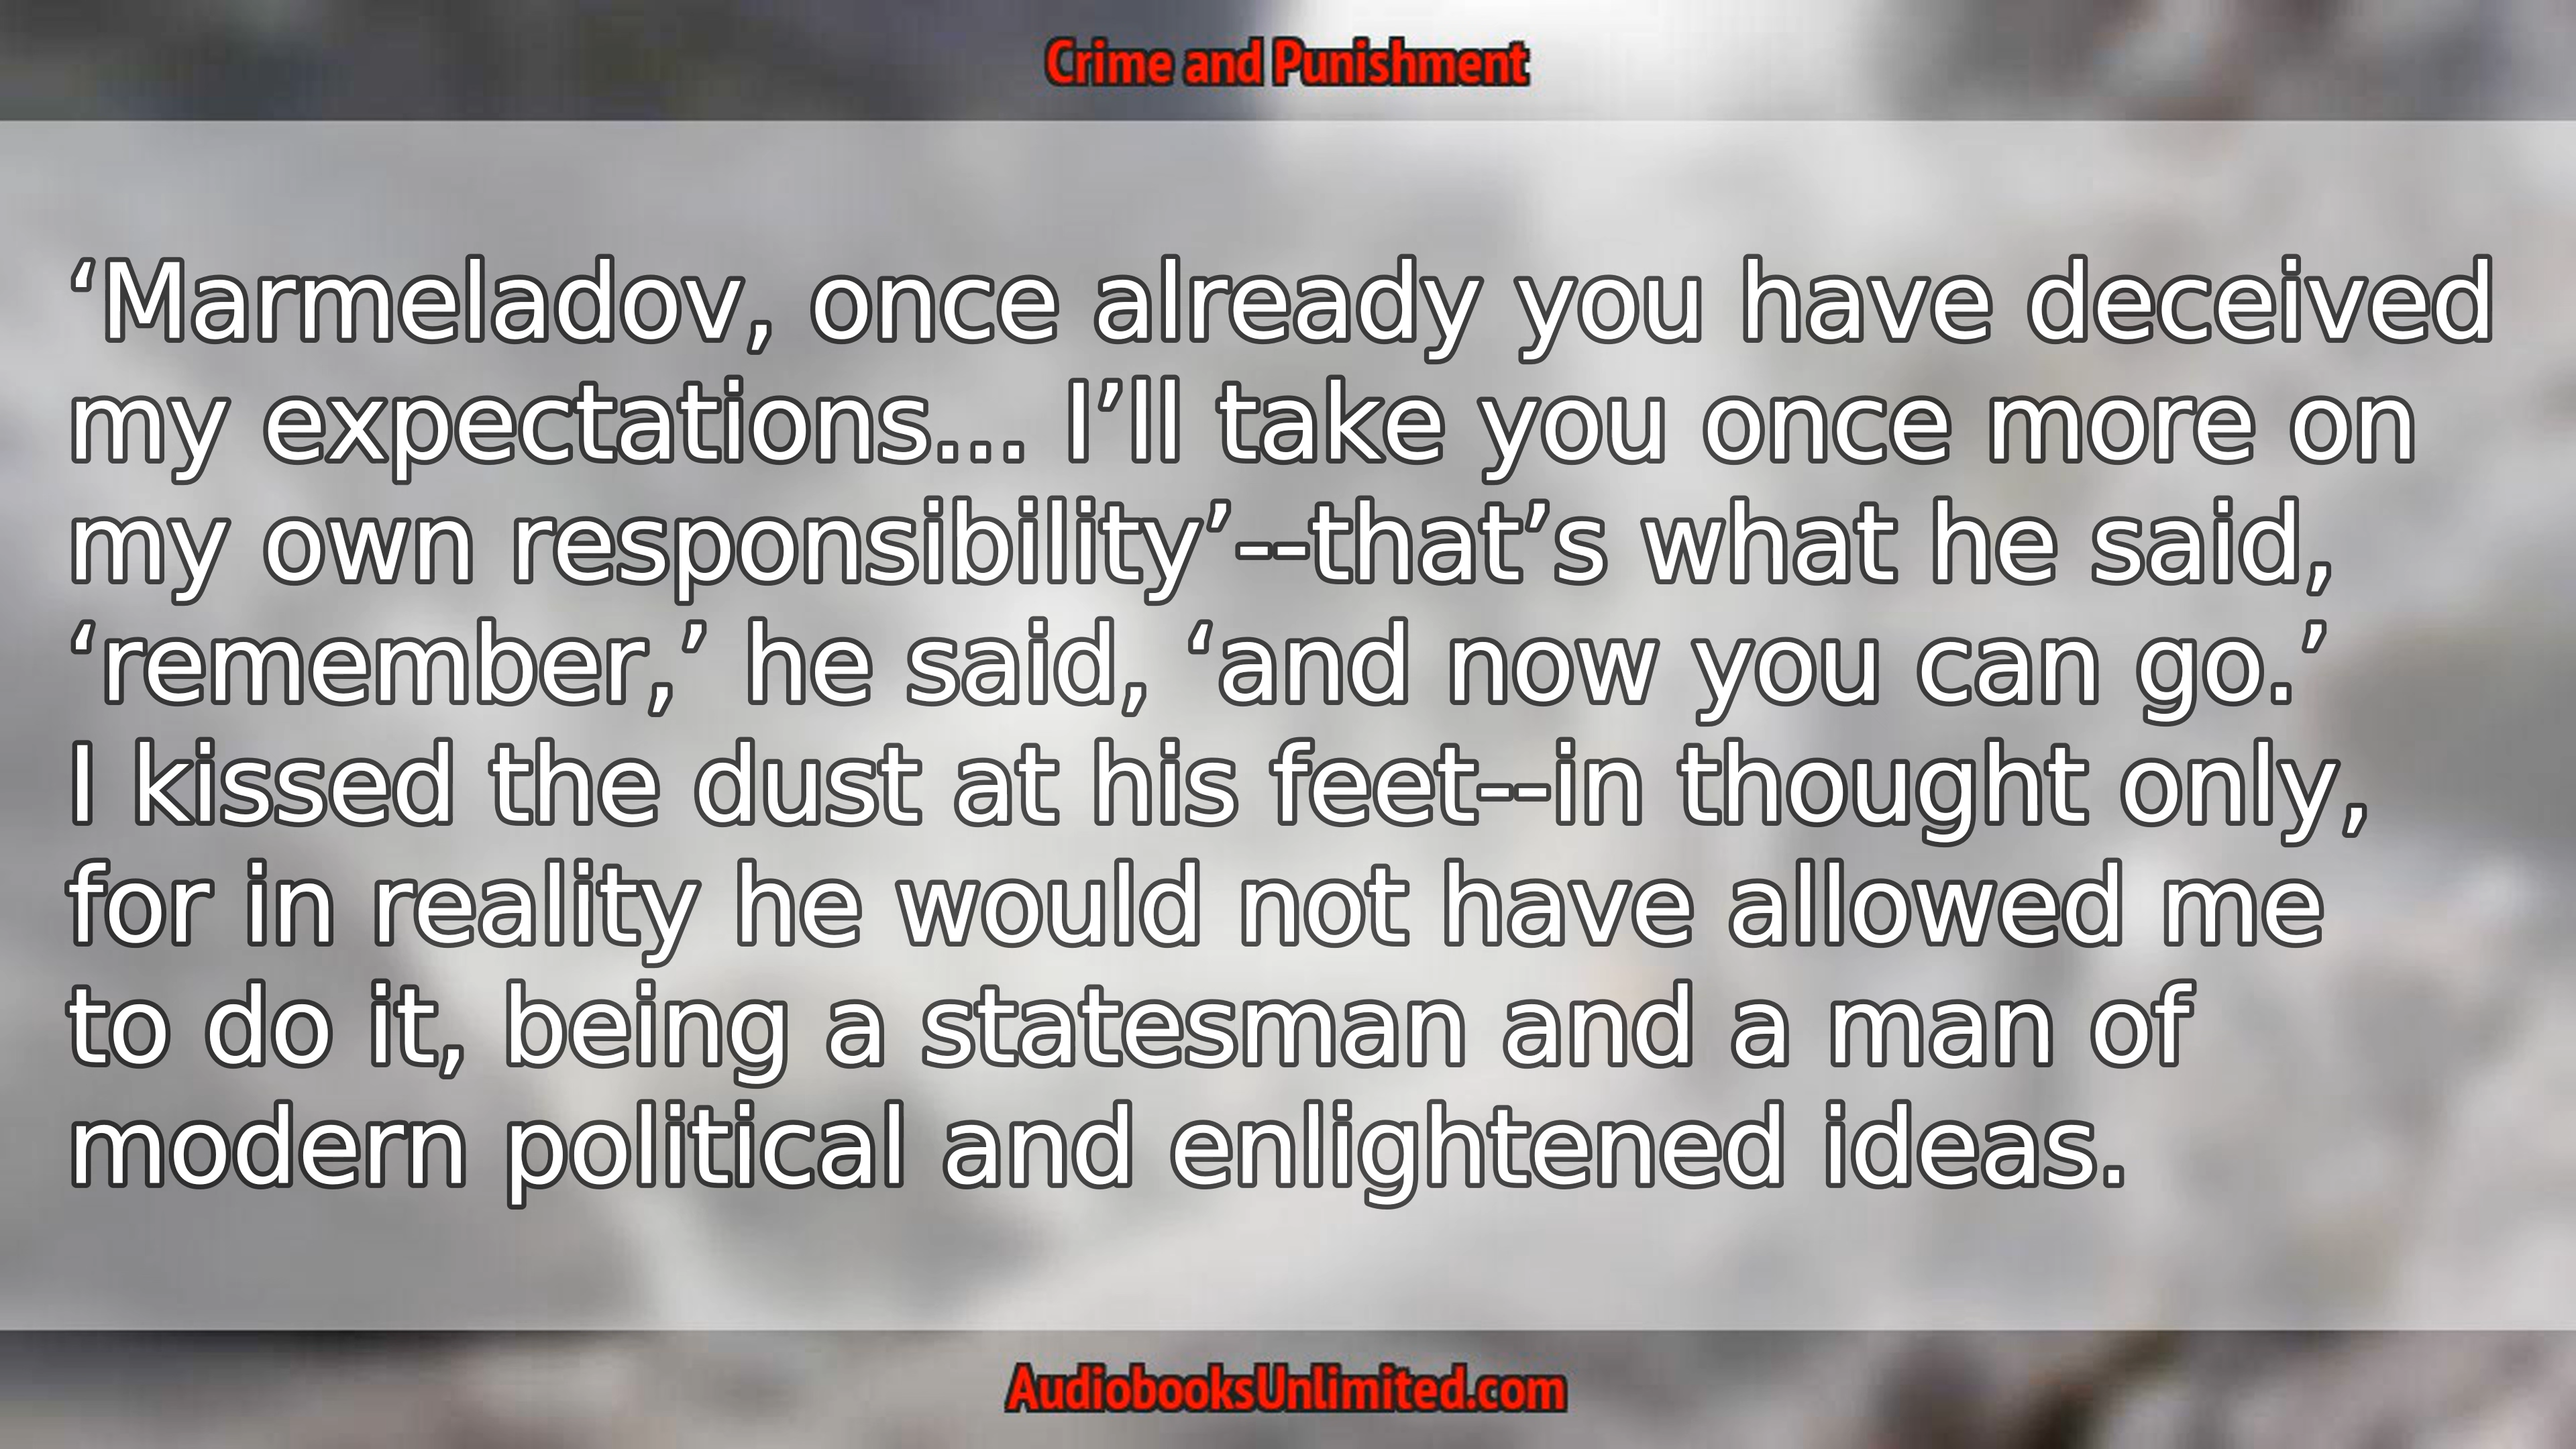 Crime and Punishment
‘Marmeladov, once already you have deceived
my expectations... I’ll take you once more on
my own responsibility’--that’s what he said,
‘remember,’ he said, ‘and now you can go.’
I kissed the dust at his feet--in thought only,
for in reality he would not have allowed me
to do it, being a statesman and a man of
modern political and enlightened ideas.
AudiobooksUnlimited.com